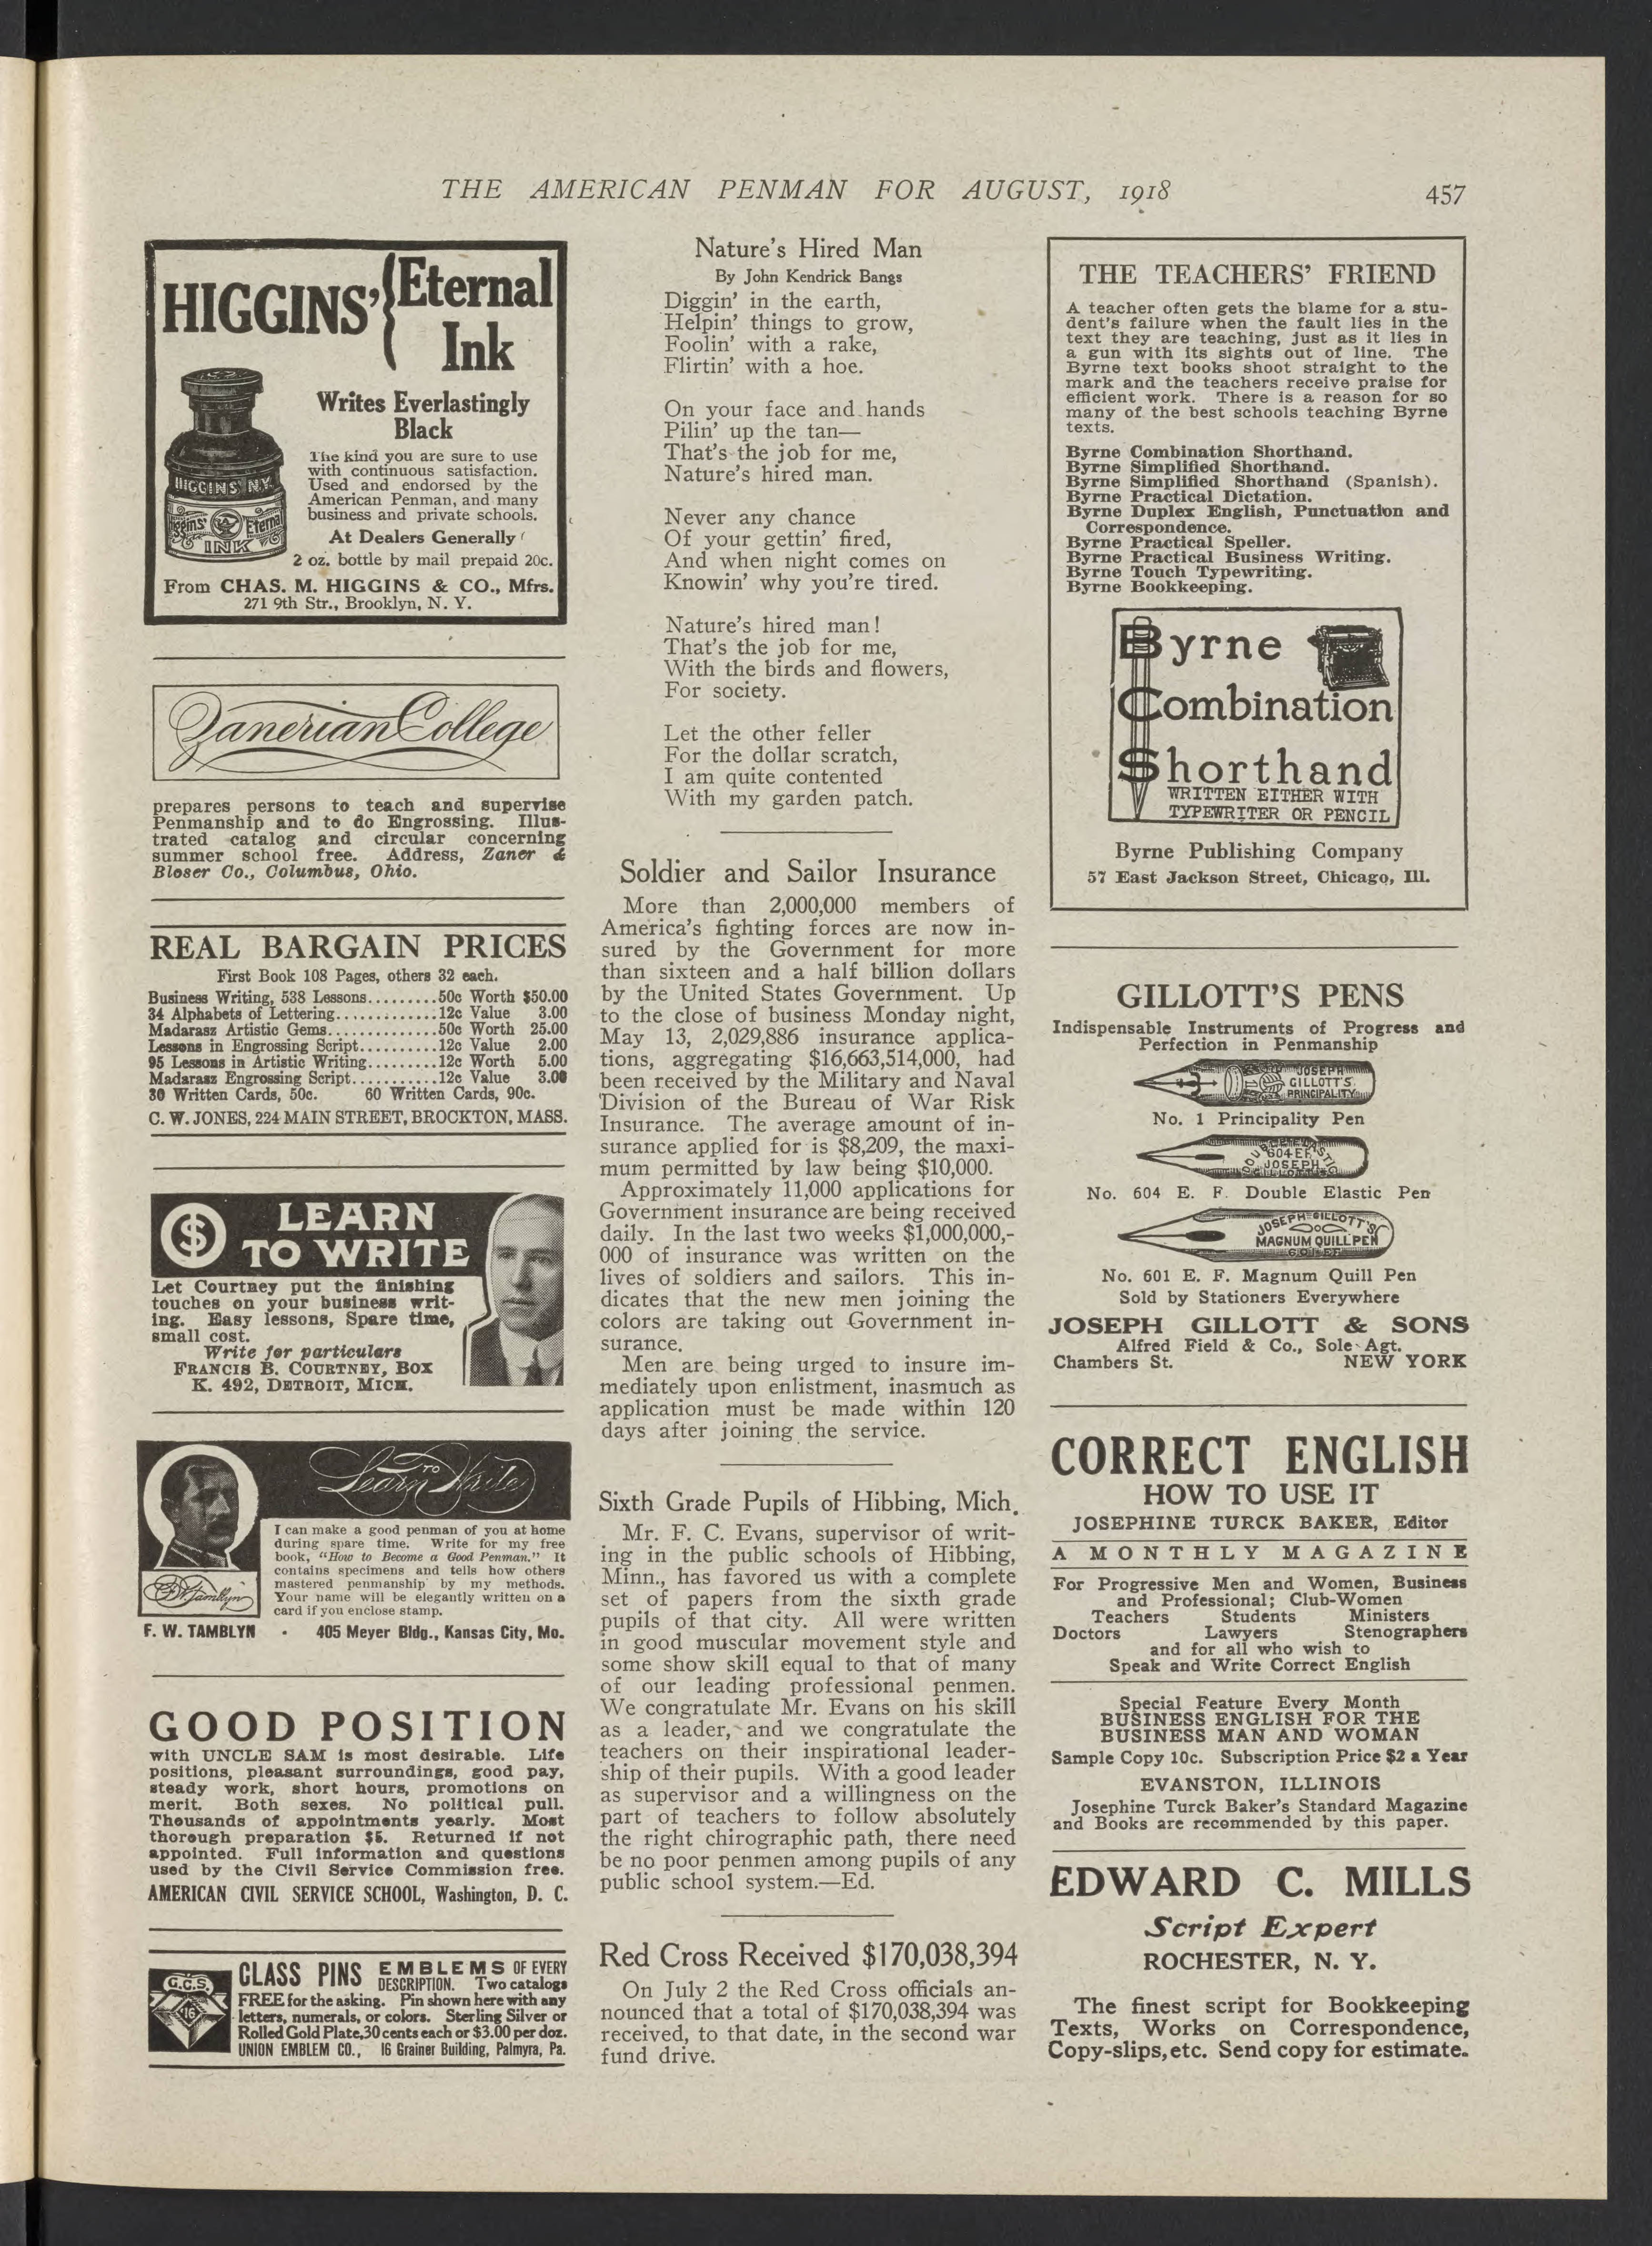 THE AMERICAN PENMAN FOR AUGUST, 1918
457
HIGGINS' { Eternal
Ink
Writes Everlastingly
Black
The kind you are sure to use
with continuous satisfaction.
Used and endorsed by the
American Penman, and many
business and private schools.
At Dealers Generally
2 oz. bottle by mail prepaid 20c.
From CHAS. M. HIGGINS & CO., Mfrs.
271 9th Str., Brooklyn, N. Y.
HIGGINS' N.Y.
Higgins' Eternal
INK
Zanerian College
prepares persons to teach and supervise
Penmanship and to do Engrossing. Illus-
trated catalog and circular concerning
summer school free. Address, Zaner &
Bloser Co., Columbus, Ohio.
REAL BARGAIN PRICES
First Book 108 Pages, others 32 each.
Business Writing, 538 Lessons.........50c Worth $50.00
34 Alphabets of Lettering............12c Value 3.00
Madarasz Artistic Gems.............50c Worth 25.00
Lessons in Engrossing Script..........12c Value 2.00
95 Lessons in Artistic Writing.........12c Worth 5.00
Madarasz Engrossing Script...........12c Value 3.00
30 Written Cards, 50c. 60 Written Cards, 90c.
C. W. JONES, 224 MAIN STREET, BROCKTON, MASS.
$ LEARN
TO WRITE
Let Courtney put the finishing
touches on your business writ-
ing. Easy lessons, Spare time,
small cost.
Write for particulars
FRANCIS B. COURTNEY, BOX
K. 492, DETROIT, MICH.
Learn TO Write
I can make a good penman of you at home
during spare time. Write for my free
book, "How to Become a Good Penman." It
contains specimens and tells how others
mastered penmanship by my methods.
Your name will be elegantly written on a
card if you enclose stamp.
F. W. Tamblyn
F. W. TAMBLYN - 405 Meyer Bldg., Kansas City, Mo.
GOOD POSITION
with UNCLE SAM is most desirable. Life
positions, pleasant surroundings, good pay,
steady work, short hours, promotions on
merit. Both sexes. No political pull.
Thousands of appointments yearly. Most
thorough preparation $5. Returned if not
appointed. Full information and questions
used by the Civil Service Commission free.
AMERICAN CIVIL SERVICE SCHOOL, Washington, D. C.
G.C.S.
'16
CLASS PINS EMBLEMS OF EVERY
DESCRIPTION. Two catalogs
FREE for the asking. Pin shown here with any
letters, numerals, or colors. Sterling Silver or
Rolled Gold Plate, 30 cents each or $3.00 per doz.
UNION EMBLEM CO., 16 Grainer Building, Palmyra, Pa.
Nature's Hired Man
By John Kendrick Bangs
Diggin' in the earth,
Helpin' things to grow,
Foolin' with a rake,
Flirtin' with a hoe.
On your face and hands
Pilin' up the tan—
That's the job for me,
Nature's hired man.
Never any chance
Of your gettin' fired,
And when night comes on
Knowin' why you're tired.
Nature's hired man!
That's the job for me,
With the birds and flowers,
For society.
Let the other feller
For the dollar scratch,
I am quite contented
With my garden patch.
Soldier and Sailor Insurance
More than 2,000,000 members of
America's fighting forces are now in-
sured by the Government for more
than sixteen and a half billion dollars
by the United States Government. Up
to the close of business Monday night,
May 13, 2,029,886 insurance applica-
tions, aggregating $16,663,514,000, had
been received by the Military and Naval
Division of the Bureau of War Risk
Insurance. The average amount of in-
surance applied for is $8,209, the maxi-
mum permitted by law being $10,000.
Approximately 11,000 applications for
Government insurance are being received
daily. In the last two weeks $1,000,000,-
000 of insurance was written on the
lives of soldiers and sailors. This in-
dicates that the new men joining the
colors are taking out Government in-
surance.
Men are being urged to insure im-
mediately upon enlistment, inasmuch as
application must be made within 120
days after joining the service.
Sixth Grade Pupils of Hibbing, Mich.
Mr. F. C. Evans, supervisor of writ-
ing in the public schools of Hibbing,
Minn., has favored us with a complete
set of papers from the sixth grade
pupils of that city. All were written
in good muscular movement style and
some show skill equal to that of many
of our leading professional penmen.
We congratulate Mr. Evans on his skill
as a leader, and we congratulate the
teachers on their inspirational leader-
ship of their pupils. With a good leader
as supervisor and a willingness on the
part of teachers to follow absolutely
the right chirographic path, there need
be no poor penmen among pupils of any
public school system.—Ed.
Red Cross Received $170,038,394
On July 2 the Red Cross officials an-
nounced that a total of $170,038,394 was
received, to that date, in the second war
fund drive.
THE TEACHERS' FRIEND
A teacher often gets the blame for a stu-
dent's failure when the fault lies in the
text they are teaching, just as it lies in
a gun with its sights out of line. The
Byrne text books shoot straight to the
mark and the teachers receive praise for
efficient work. There is a reason for so
many of the best schools teaching Byrne
texts.
Byrne Combination Shorthand.
Byrne Simplified Shorthand.
Byrne Simplified Shorthand (Spanish).
Byrne Practical Dictation.
Byrne Duplex English, Punctuation and
Correspondence.
Byrne Practical Speller.
Byrne Practical Business Writing.
Byrne Touch Typewriting.
Byrne Bookkeeping.
Byrne
Combination
Shorthand
WRITTEN EITHER WITH
TYPEWRITER OR PENCIL
Byrne Publishing Company
57 East Jackson Street, Chicago, Ill.
GILLOTT'S PENS
Indispensable Instruments of Progress and
Perfection in Penmanship
JOSEPH
GILLOTT'S
PRINCIPALITY
No. 1 Principality Pen
604 E.F.
JOSEPH
No. 604 E. F. Double Elastic Pen
JOSEPH GILLOTT'S
MAGNUM QUILL PEN
601 EF
No. 601 E. F. Magnum Quill Pen
Sold by Stationers Everywhere
JOSEPH GILLOTT & SONS
Alfred Field & Co., Sole Agt.
Chambers St. NEW YORK
CORRECT ENGLISH
HOW TO USE IT
JOSEPHINE TURCK BAKER, Editor
A MONTHLY MAGAZINE
For Progressive Men and Women, Business
and Professional; Club-Women
Teachers Students Ministers
Doctors Lawyers Stenographers
and for all who wish to
Speak and Write Correct English
Special Feature Every Month
BUSINESS ENGLISH FOR THE
BUSINESS MAN AND WOMAN
Sample Copy 10c. Subscription Price $2 a Year
EVANSTON, ILLINOIS
Josephine Turck Baker's Standard Magazine
and Books are recommended by this paper.
EDWARD C. MILLS
Script Expert
ROCHESTER, N. Y.
The finest script for Bookkeeping
Texts, Works on Correspondence,
Copy-slips, etc. Send copy for estimate.